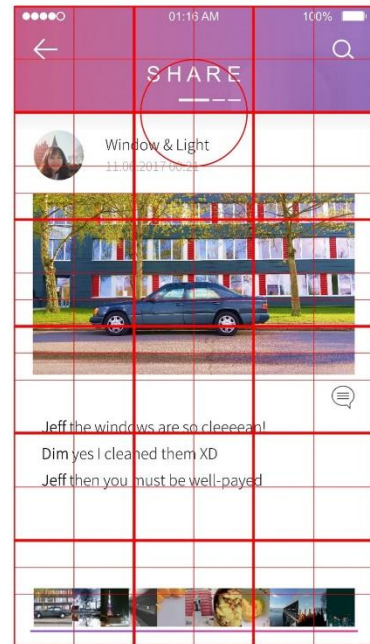 01:16 AM 100%
SHARE
Window & Light
11.06.2017 00:21
Jeff the windows are so cleeeean!
Dim yes I cleaned them XD
Jeff then you must be well-payed